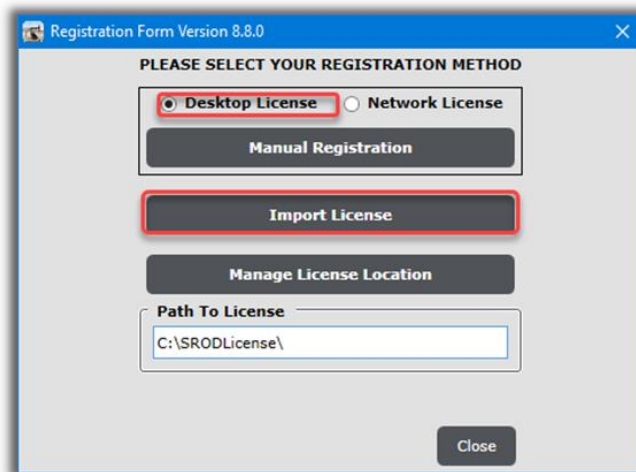 Registration Form Version 8.8.0
PLEASE SELECT YOUR REGISTRATION METHOD
Desktop License Network License
Manual Registration
Import License
Manage License Location
Path To License
C:\SRODLicense\
Close